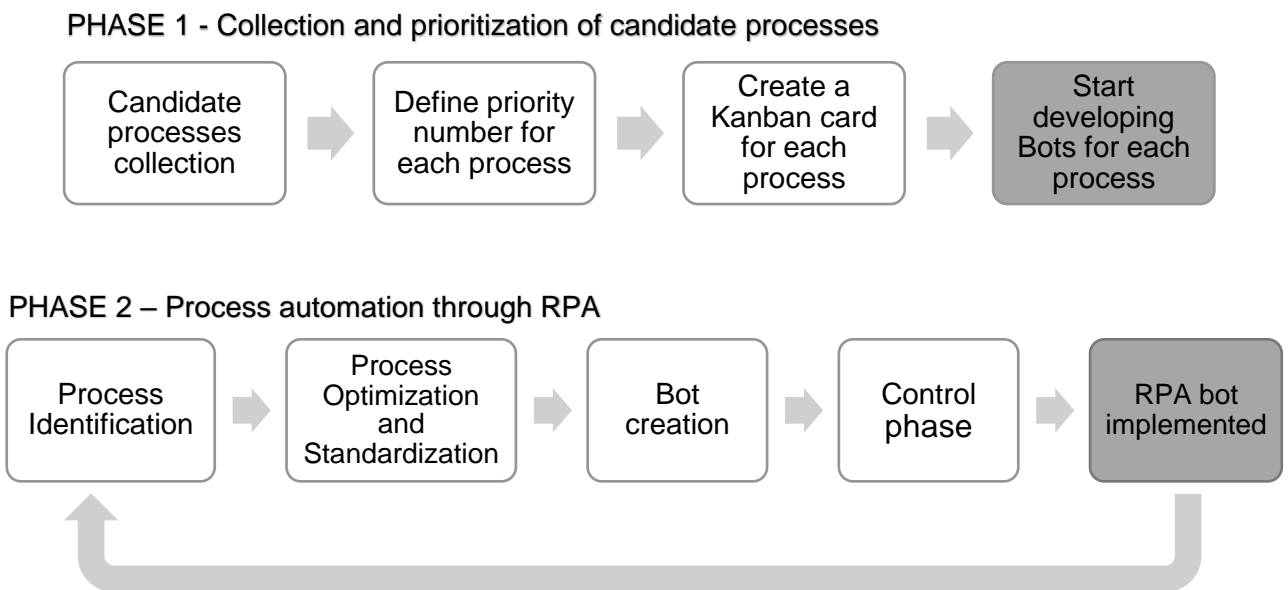 PHASE 1 - Collection and prioritization of candidate processes
Candidate
processes
collection
Define priority
number for
each process
Create a
Kanban card
for each
process
Start
developing
Bots for each
process
PHASE 2 – Process automation through RPA
Process
Identification
Process
Optimization
and
Standardization
Bot
creation
Control
phase
RPA bot
implemented